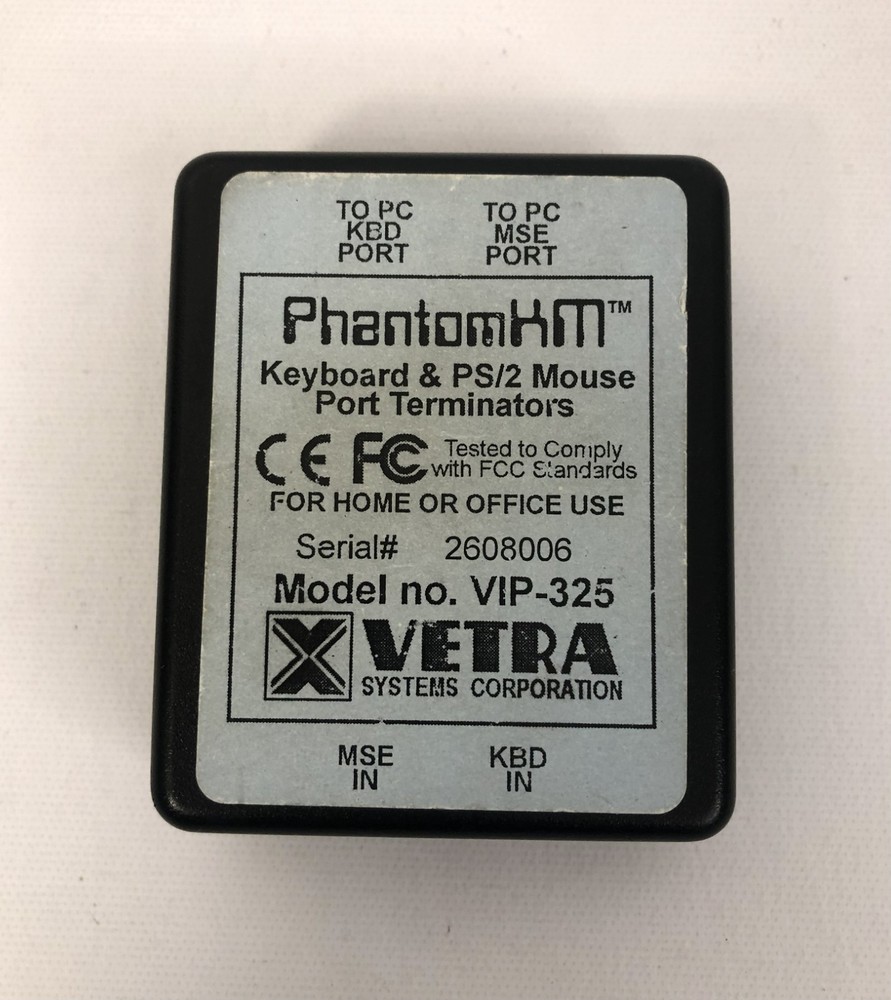 TO PC KBD PORT
TO PC MSE PORT
PhantomKM™
Keyboard & PS/2 Mouse
Port Terminators
CE FC Tested to Comply
with FCC Standards
FOR HOME OR OFFICE USE
Serial# 2608006
Model no. VIP-325
VETRA
SYSTEMS CORPORATION
MSE IN
KBD IN